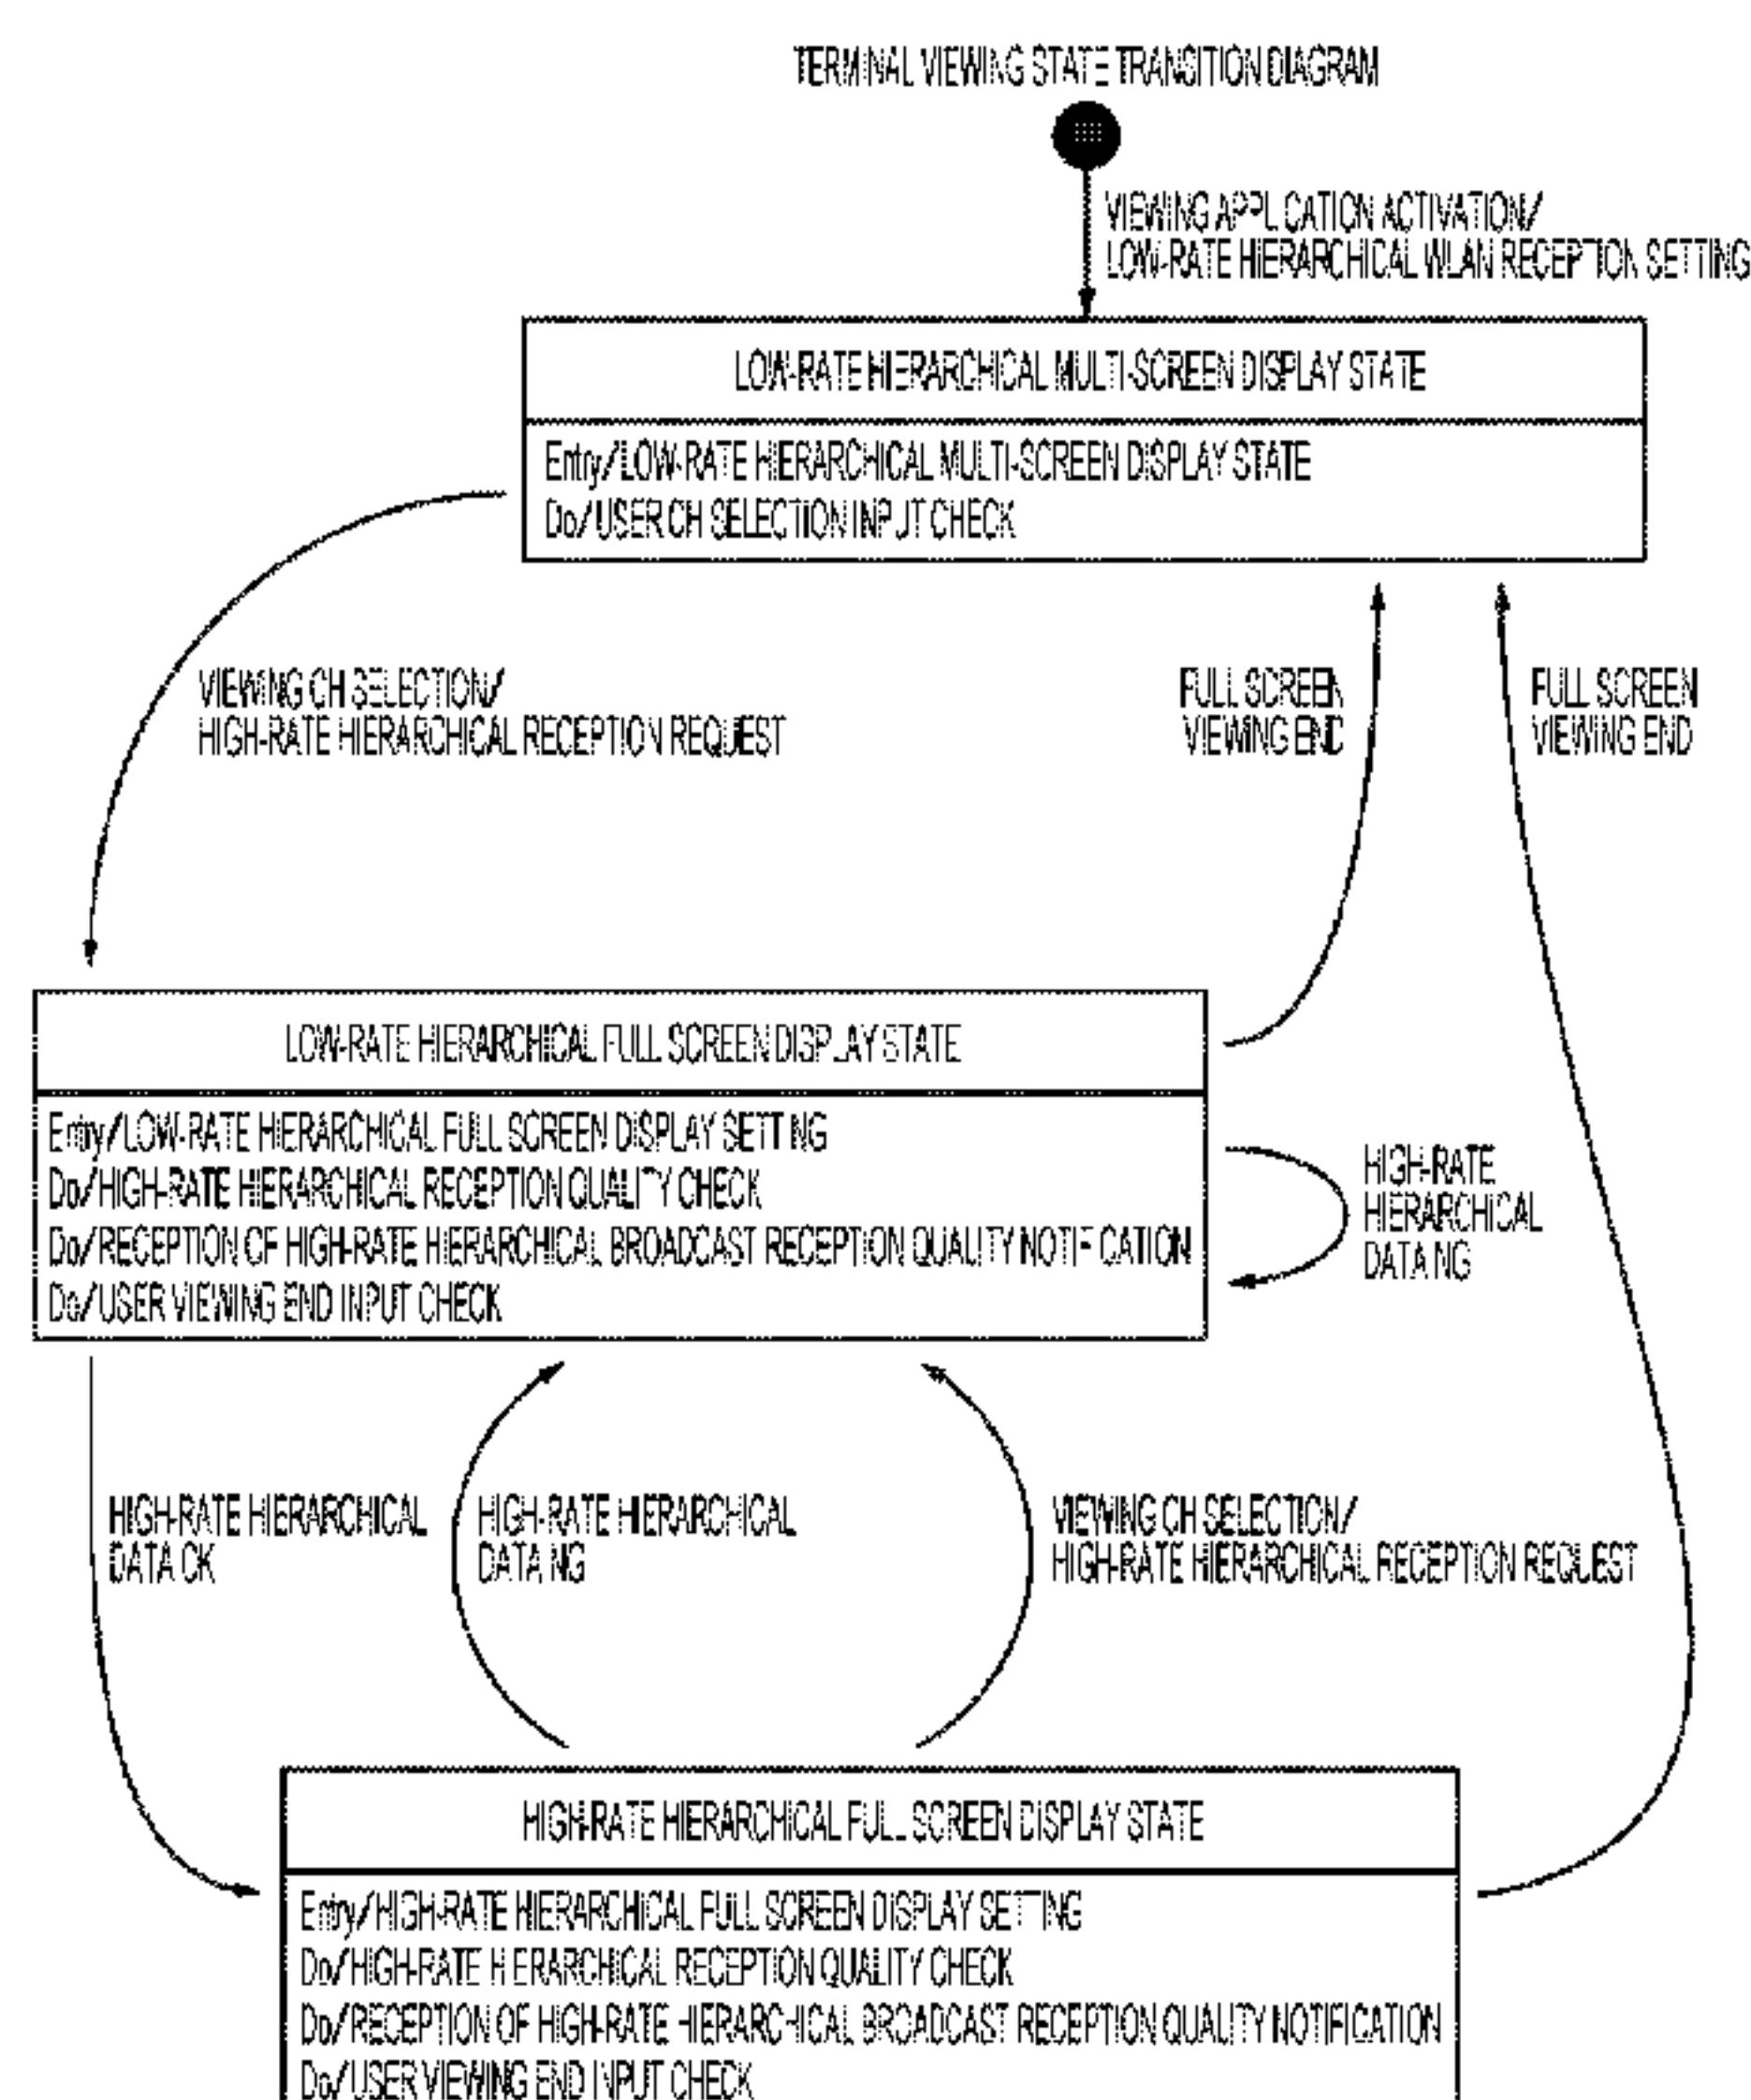 TERMINAL VIEWING STATE TRANSITION DIAGRAM
VIEWING APPLICATION ACTIVATION/
LOW-RATE HIERARCHICAL WLAN RECEPTION SETTING
LOW-RATE HIERARCHICAL MULTI-SCREEN DISPLAY STATE
Entry/LOW-RATE HIERARCHICAL MULTI-SCREEN DISPLAY STATE
Do/USER CH SELECTION INPUT CHECK
VIEWING CH SELECTION/
HIGH-RATE HIERARCHICAL RECEPTION REQUEST
FULL SCREEN
VIEWING END
FULL SCREEN
VIEWING END
LOW-RATE HIERARCHICAL FULL SCREEN DISPLAY STATE
Entry/LOW-RATE HIERARCHICAL FULL SCREEN DISPLAY SETTING
Do/HIGH-RATE HIERARCHICAL RECEPTION QUALITY CHECK
Do/RECEPTION OF HIGH-RATE HIERARCHICAL BROADCAST RECEPTION QUALITY NOTIFICATION
Do/USER VIEWING END INPUT CHECK
HIGH-RATE
HIERARCHICAL
DATA NG
HIGH-RATE HIERARCHICAL
DATA OK
HIGH-RATE HIERARCHICAL
DATA NG
VIEWING CH SELECTION/
HIGH-RATE HIERARCHICAL RECEPTION REQUEST
HIGH-RATE HIERARCHICAL FULL SCREEN DISPLAY STATE
Entry/HIGH-RATE HIERARCHICAL FULL SCREEN DISPLAY SETTING
Do/HIGH-RATE HIERARCHICAL RECEPTION QUALITY CHECK
Do/RECEPTION OF HIGH-RATE HIERARCHICAL BROADCAST RECEPTION QUALITY NOTIFICATION
Do/USER VIEWING END INPUT CHECK